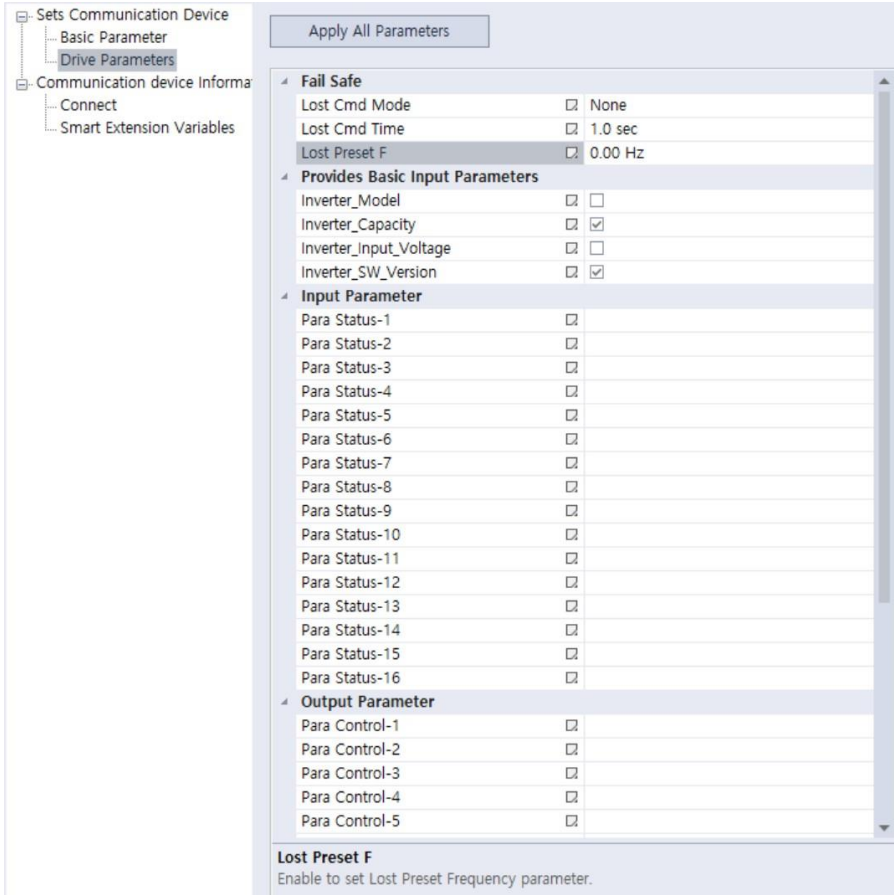 Sets Communication Device
Basic Parameter
Drive Parameters
Communication device Informa
Connect
Smart Extension Variables
Apply All Parameters
Fail Safe
Lost Cmd Mode None
Lost Cmd Time 1.0 sec
Lost Preset F 0.00 Hz
Provides Basic Input Parameters
Inverter_Model
Inverter_Capacity
Inverter_Input_Voltage
Inverter_SW_Version
Input Parameter
Para Status-1
Para Status-2
Para Status-3
Para Status-4
Para Status-5
Para Status-6
Para Status-7
Para Status-8
Para Status-9
Para Status-10
Para Status-11
Para Status-12
Para Status-13
Para Status-14
Para Status-15
Para Status-16
Output Parameter
Para Control-1
Para Control-2
Para Control-3
Para Control-4
Para Control-5
Lost Preset F
Enable to set Lost Preset Frequency parameter.